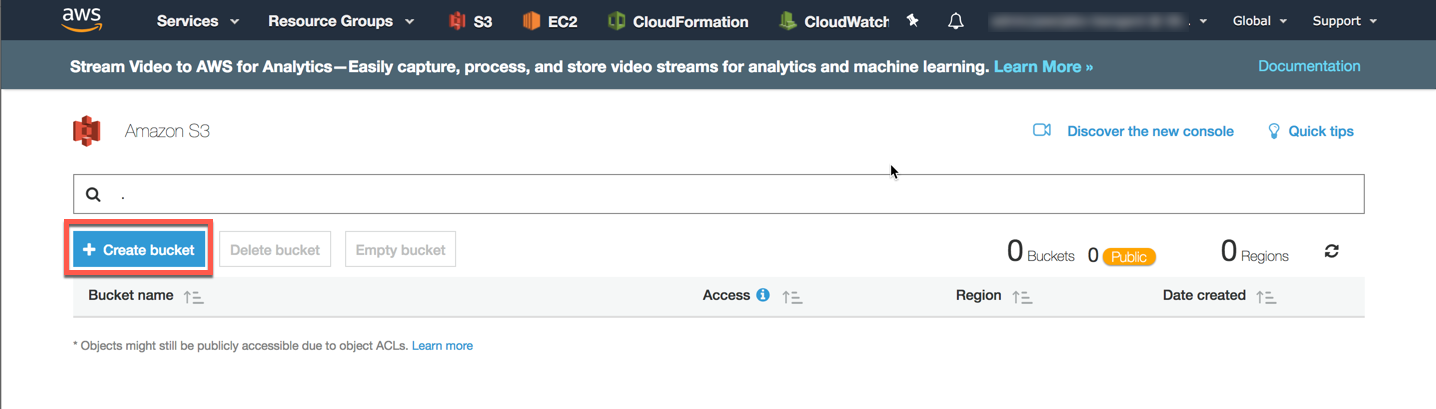 aws Services Resource Groups S3 EC2 CloudFormation CloudWatch Global Support
Stream Video to AWS for Analytics—Easily capture, process, and store video streams for analytics and machine learning. Learn More » Documentation
Amazon S3 Discover the new console Quick tips
.
+ Create bucket Delete bucket Empty bucket 0 Buckets 0 Public 0 Regions
Bucket name Access Region Date created
* Objects might still be publicly accessible due to object ACLs. Learn more